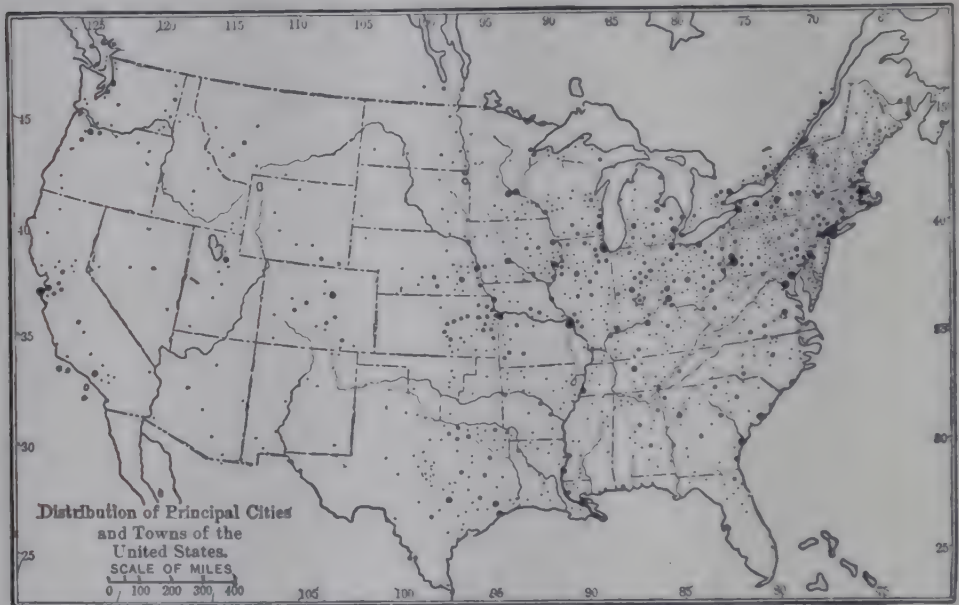 125 120 115 110 105 95 90 85 80 75 70
45
40
35
30 30
25 25
Distribution of Principal Cities
and Towns of the
United States.
SCALE OF MILES
0 100 200 300 400
105 100 90 85